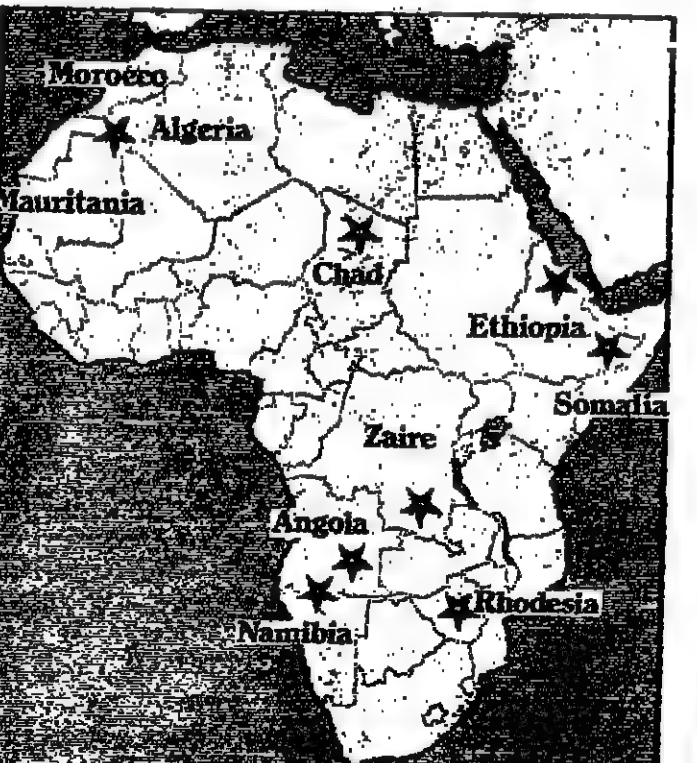 Morocco
Algeria
Mauritania
Chad
Ethiopia
Somalia
Zaire
Angola
Rhodesia
Namibia